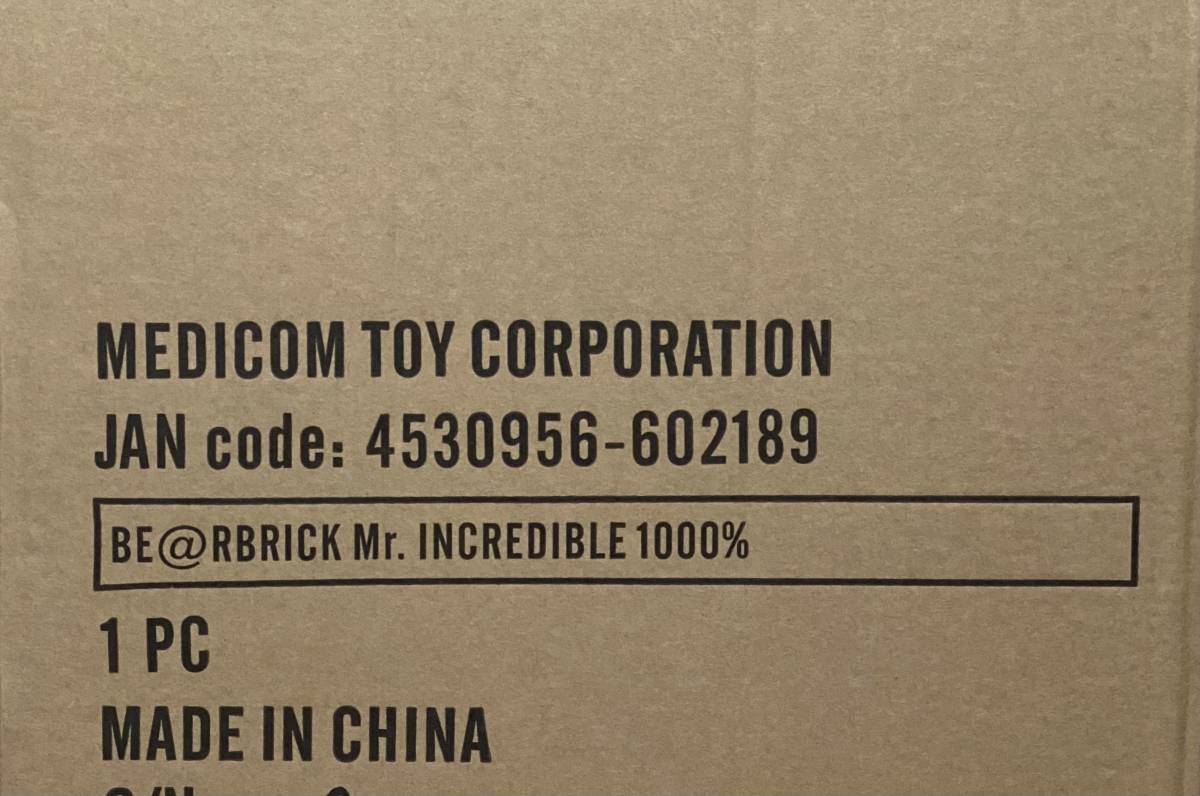 MEDICOM TOY CORPORATION
JAN code: 4530956-602189
BE@RBRICK Mr. INCREDIBLE 1000%
1 PC
MADE IN CHINA